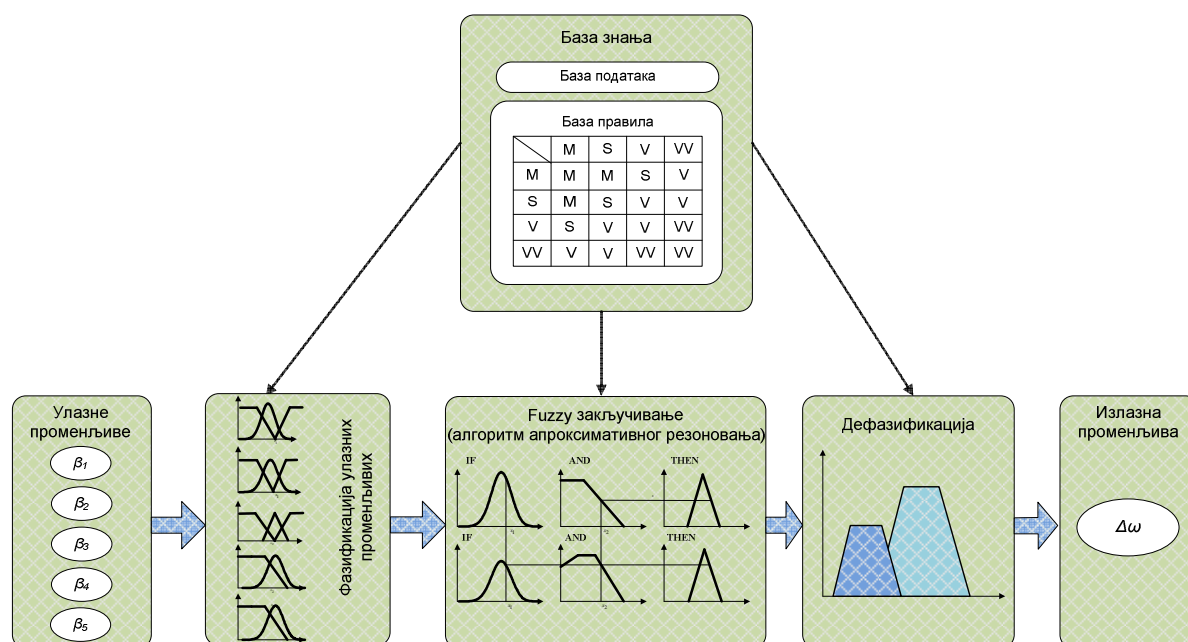 База знања
База података
База правила
M S V VV
M M M S V
S M S V V
V S V V VV
VV V V VV VV
Улазне
променљиве
β1
β2
β3
β4
β5
Фазификација улазних
променљивих
Fuzzy закључивање
(алгоритм апроксимативног резоновања)
IF AND THEN
IF AND THEN
Дефазификација
Излазна
променљива
Δω